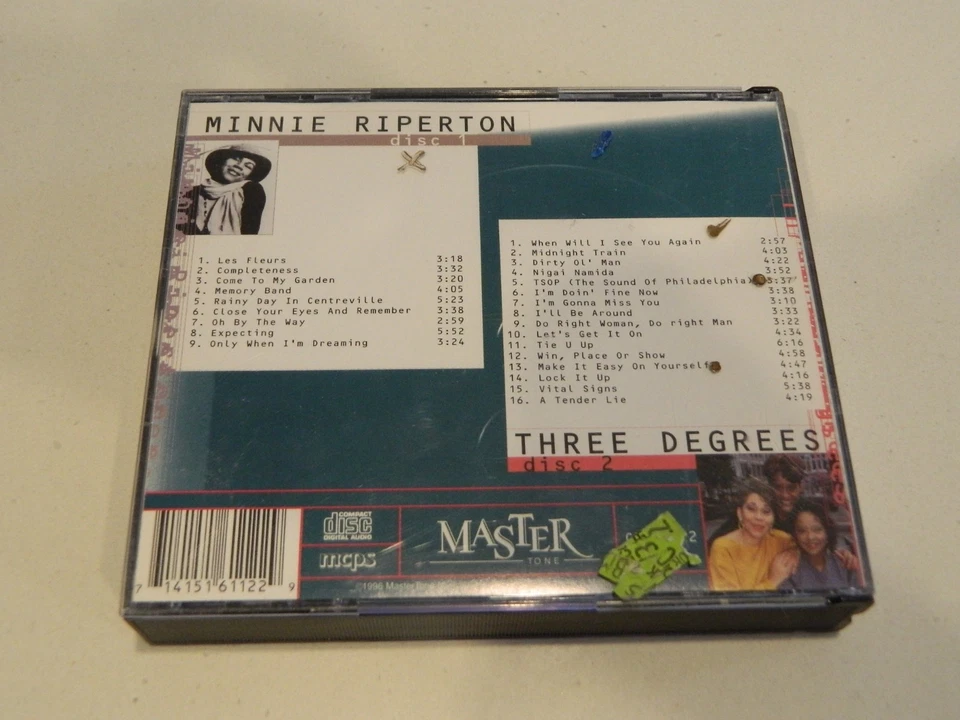 MINNIE RIPERTON
disc 1
1. Les Fleurs 3:18
2. Completeness 3:32
3. Come To My Garden 3:20
4. Memory Band 4:05
5. Rainy Day In Centreville 5:23
6. Close Your Eyes And Remember 3:38
7. Oh By The Way 2:59
8. Expecting 5:52
9. Only When I'm Dreaming 3:24
1. When Will I See You Again 2:57
2. Midnight Train 4:03
3. Dirty Ol' Man 4:22
4. Nigai Namida 3:52
5. TSOP (The Sound Of Philadelphia) 3:37
6. I'm Doin' Fine Now 3:38
7. I'm Gonna Miss You 3:10
8. I'll Be Around 3:33
9. Do Right Woman, Do right Man 3:22
10. Let's Get It On 4:34
11. Tie U Up 6:16
12. Win, Place Or Show 4:58
13. Make It Easy On Yourself 4:47
14. Lock It Up 4:16
15. Vital Signs 5:38
16. A Tender Lie 4:19
THREE DEGREES
disc 2
COMPACT
disc
DIGITAL AUDIO
mcps
MASTER
TONE
©1996 Master
7 14151 61122 9